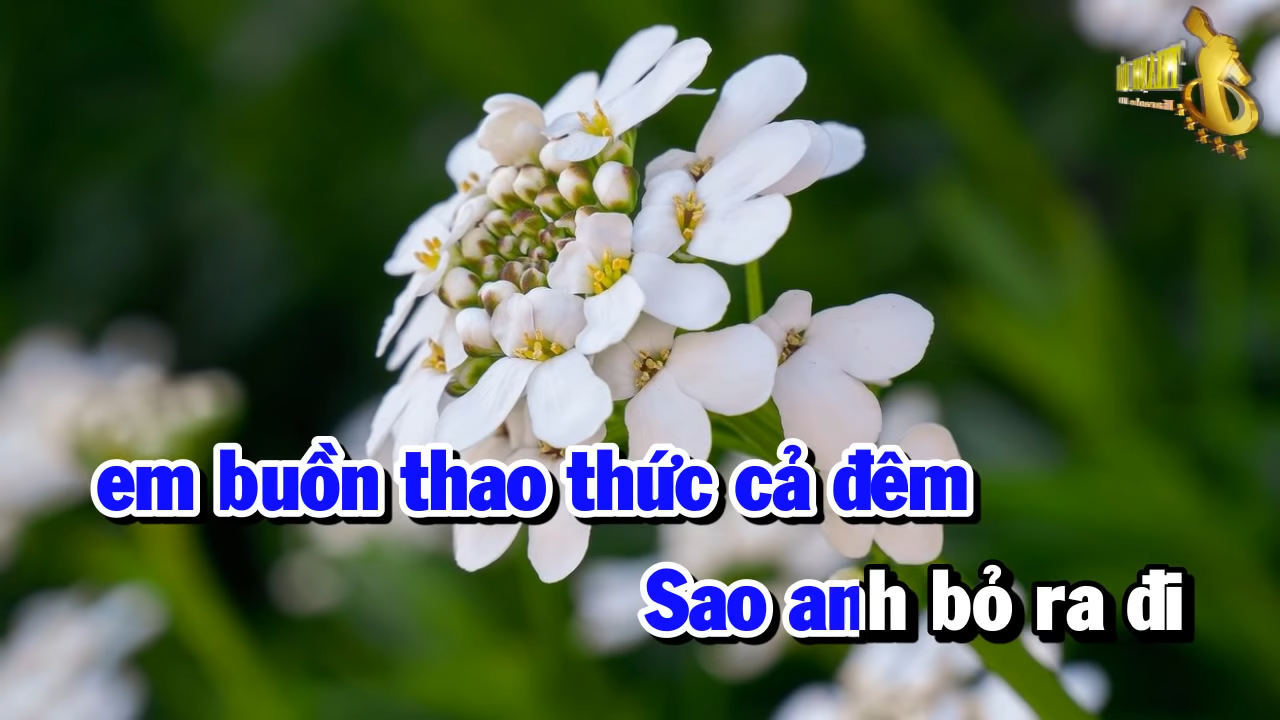 em buồn thao thức cả đêm
Sao anh bỏ ra đi